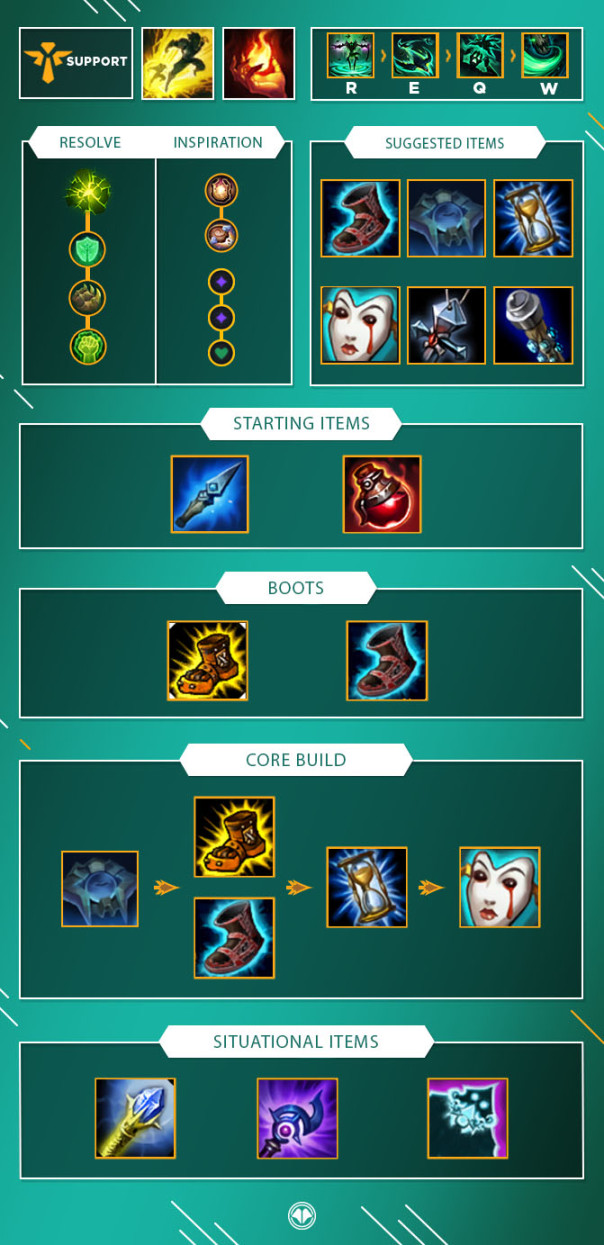 SUPPORT
R E Q W
RESOLVE
INSPIRATION
SUGGESTED ITEMS
STARTING ITEMS
BOOTS
CORE BUILD
SITUATIONAL ITEMS